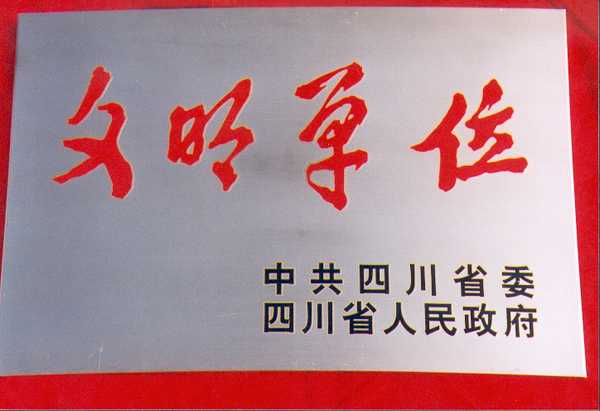 文明单位
中共四川省委
四川省人民政府